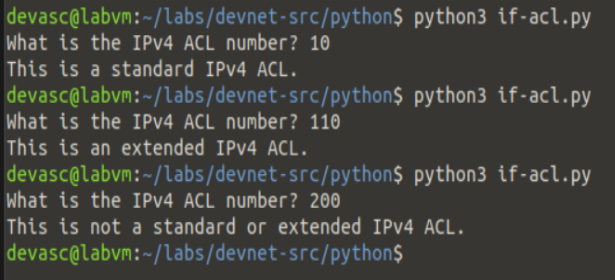 devasc@labvm:~/labs/devnet-src/python$ python3 if-acl.py
What is the IPv4 ACL number? 10
This is a standard IPv4 ACL.
devasc@labvm:~/labs/devnet-src/python$ python3 if-acl.py
What is the IPv4 ACL number? 110
This is an extended IPv4 ACL.
devasc@labvm:~/labs/devnet-src/python$ python3 if-acl.py
What is the IPv4 ACL number? 200
This is not a standard or extended IPv4 ACL.
devasc@labvm:~/labs/devnet-src/python$